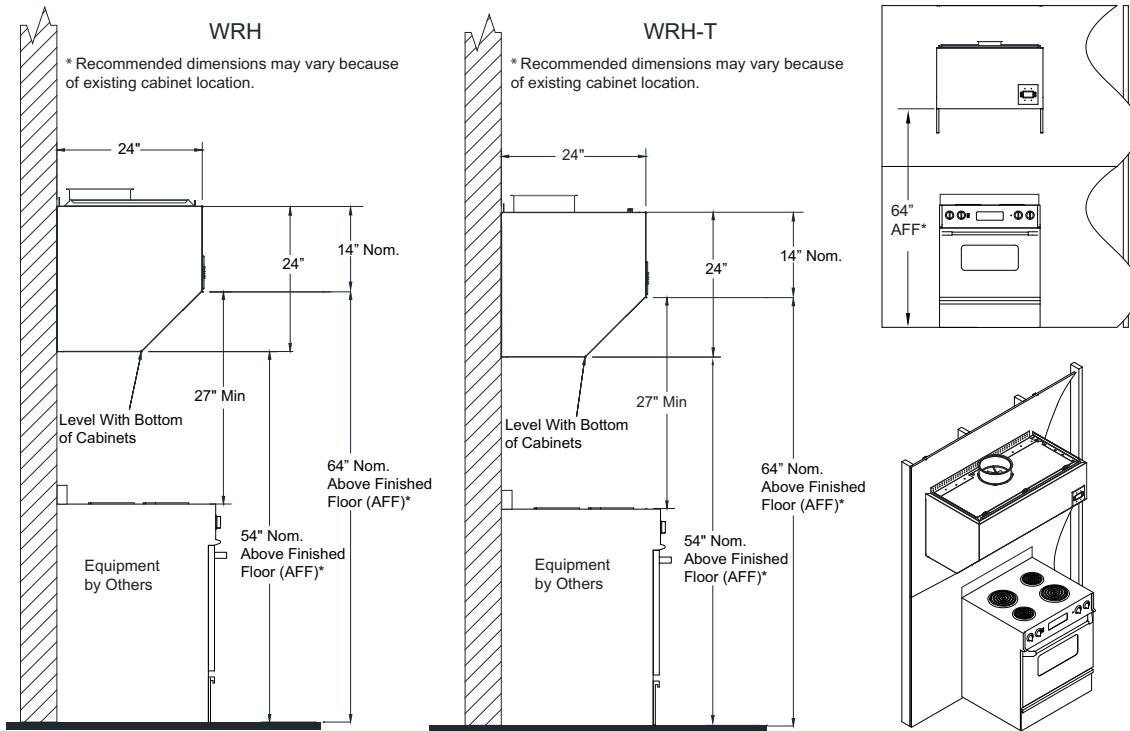 WRH
* Recommended dimensions may vary because
of existing cabinet location.
24"
14” Nom.
24"
27" Min
Level With Bottom
of Cabinets
64” Nom.
Above Finished
Floor (AFF)*
54" Nom.
Above Finished
Floor (AFF)*
Equipment
by Others
WRH-T
* Recommended dimensions may vary because
of existing cabinet location.
24"
14” Nom.
24"
27" Min
Level With Bottom
of Cabinets
64” Nom.
Above Finished
Floor (AFF)*
54" Nom.
Above Finished
Floor (AFF)*
Equipment
by Others
64”
AFF*